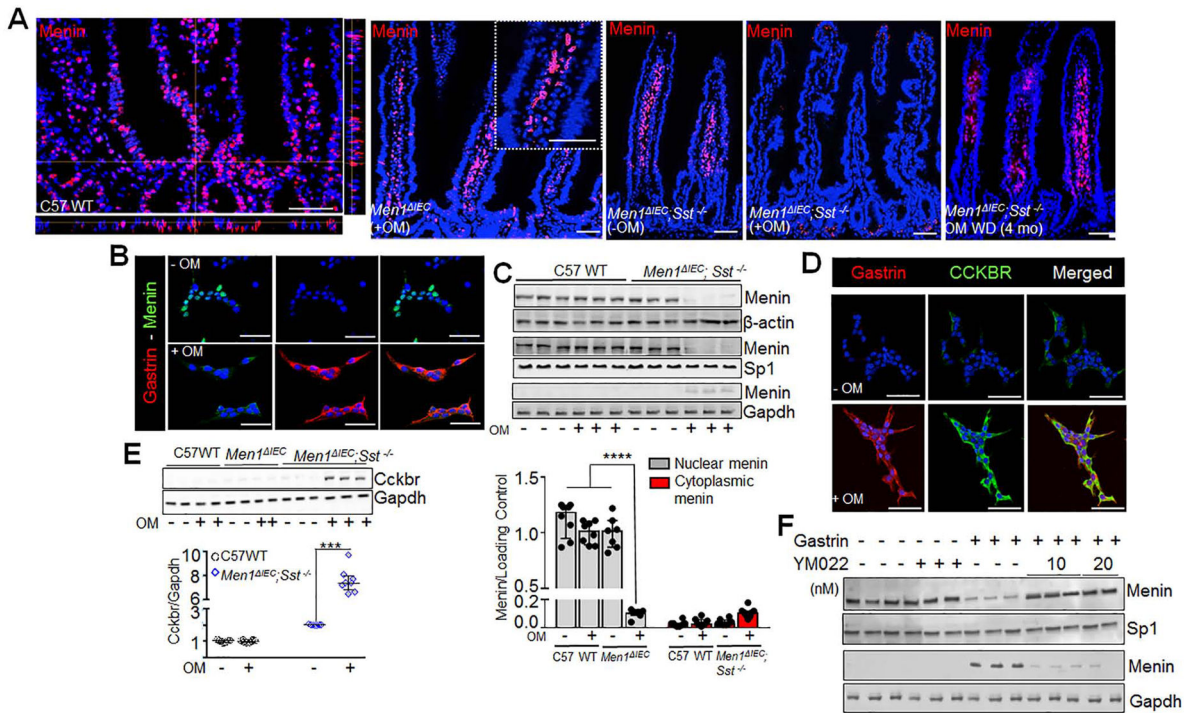 A
Menin
C57 WT
Menin
Men1ΔIEC
(+OM)
Menin
Men1ΔIEC;Sst -/-
(-OM)
Menin
Men1ΔIEC;Sst -/-
(+OM)
Menin
Men1ΔIEC;Sst -/-
OM WD (4 mo)
B
Gastrin - Menin
- OM
+ OM
C
C57 WT Men1ΔIEC; Sst -/-
Menin
β-actin
Menin
Sp1
Menin
Gapdh
OM - - - + + + - - - + + +
**** 
Nuclear menin
Cytoplasmic
menin
Menin/Loading Control
1.5
1.0
0.5
0.2
0.0
OM - + - + - + - +
C57 WT Men1ΔIEC C57 WT Men1ΔIEC;
Sst -/-
D
Gastrin CCKBR Merged
- OM
+ OM
E
C57WT Men1ΔIEC Men1ΔIEC;Sst -/-
Cckbr
Gapdh
OM - - + + - - + + - - - + + +
C57WT
Men1ΔIEC;Sst -/-
***
Cckbr/Gapdh
10
8
6
4
3
2
1
- + - +
OM
F
Gastrin - - - - - - + + + + + + + +
YM022 - - - + + + - - - 10 20
(nM)
Menin
Sp1
Menin
Gapdh